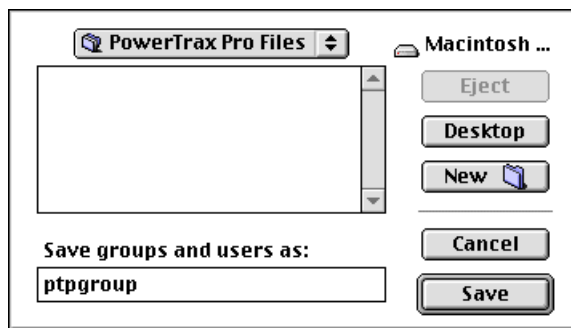 PowerTrax Pro Files
Macintosh ...
Eject
Desktop
New
Save groups and users as:
ptpgroup
Cancel
Save